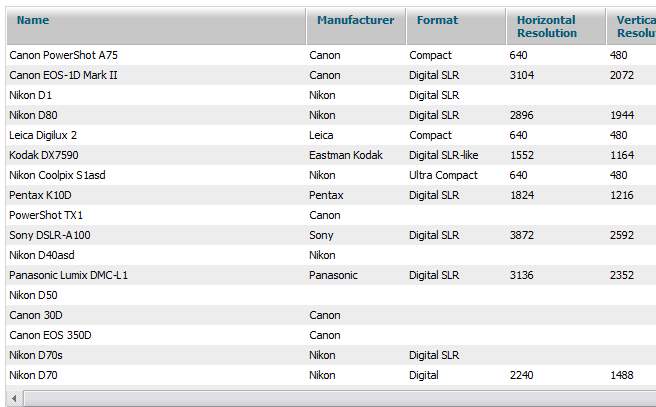 Name Manufacturer Format Horizontal Resolution Vertica Resolu
Canon PowerShot A75 Canon Compact 640 480
Canon EOS-1D Mark II Canon Digital SLR 3104 2072
Nikon D1 Nikon Digital SLR
Nikon D80 Nikon Digital SLR 2896 1944
Leica Digilux 2 Leica Compact 640 480
Kodak DX7590 Eastman Kodak Digital SLR-like 1552 1164
Nikon Coolpix S1asd Nikon Ultra Compact 640 480
Pentax K10D Pentax Digital SLR 1824 1216
PowerShot TX1 Canon
Sony DSLR-A100 Sony Digital SLR 3872 2592
Nikon D40asd Nikon
Panasonic Lumix DMC-L1 Panasonic Digital SLR 3136 2352
Nikon D50
Canon 30D Canon
Canon EOS 350D Canon
Nikon D70s Nikon Digital SLR
Nikon D70 Nikon Digital 2240 1488